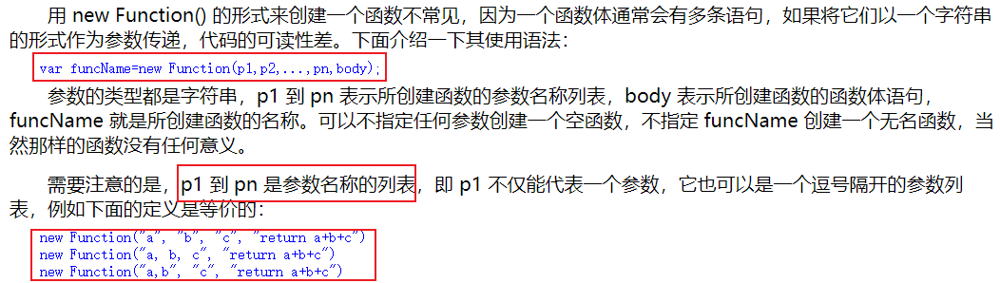 用 new Function() 的形式来创建一个函数不常见，因为一个函数体通常会有多条语句，如果将它们以一个字符串
的形式作为参数传递，代码的可读性差。下面介绍一下其使用语法：
var funcName=new Function(p1,p2,...,pn,body);
参数的类型都是字符串，p1 到 pn 表示所创建函数的参数名称列表，body 表示所创建函数的函数体语句，
funcName 就是所创建函数的名称。可以不指定任何参数创建一个空函数，不指定 funcName 创建一个无名函数，当
然那样的函数没有任何意义。
需要注意的是，p1 到 pn 是参数名称的列表，即 p1 不仅能代表一个参数，它也可以是一个逗号隔开的参数列
表，例如下面的定义是等价的：
new Function("a", "b", "c", "return a+b+c")
new Function("a, b, c", "return a+b+c")
new Function("a,b", "c", "return a+b+c")